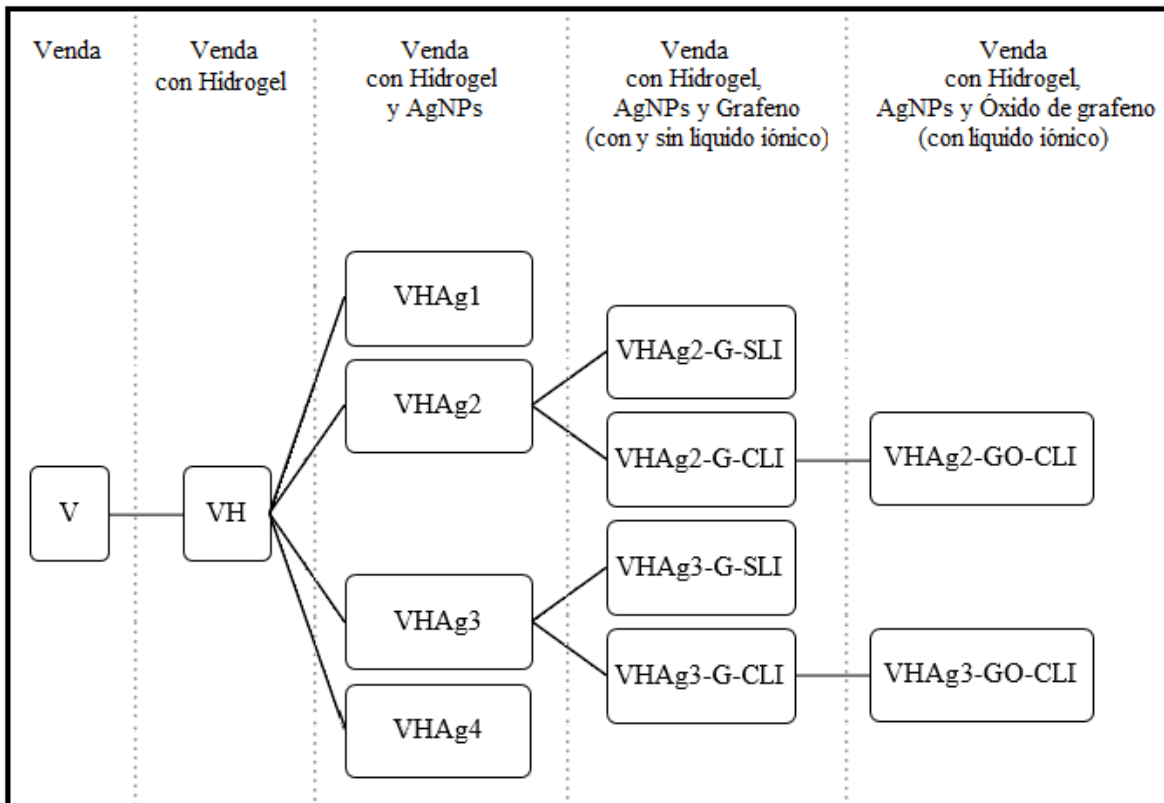 Venda
Venda
con Hidrogel
Venda
con Hidrogel
y AgNPs
Venda
con Hidrogel,
AgNPs y Grafeno
(con y sin líquido iónico)
Venda
con Hidrogel,
AgNPs y Óxido de grafeno
(con líquido iónico)
V
VH
VHAg1
VHAg2
VHAg3
VHAg4
VHAg2-G-SLI
VHAg2-G-CLI
VHAg3-G-SLI
VHAg3-G-CLI
VHAg2-GO-CLI
VHAg3-GO-CLI